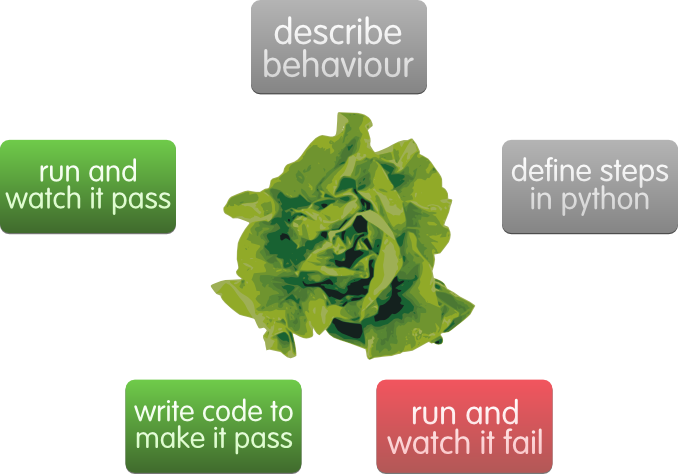 describe
behaviour
define steps
in python
run and
watch it fail
write code to
make it pass
run and
watch it pass